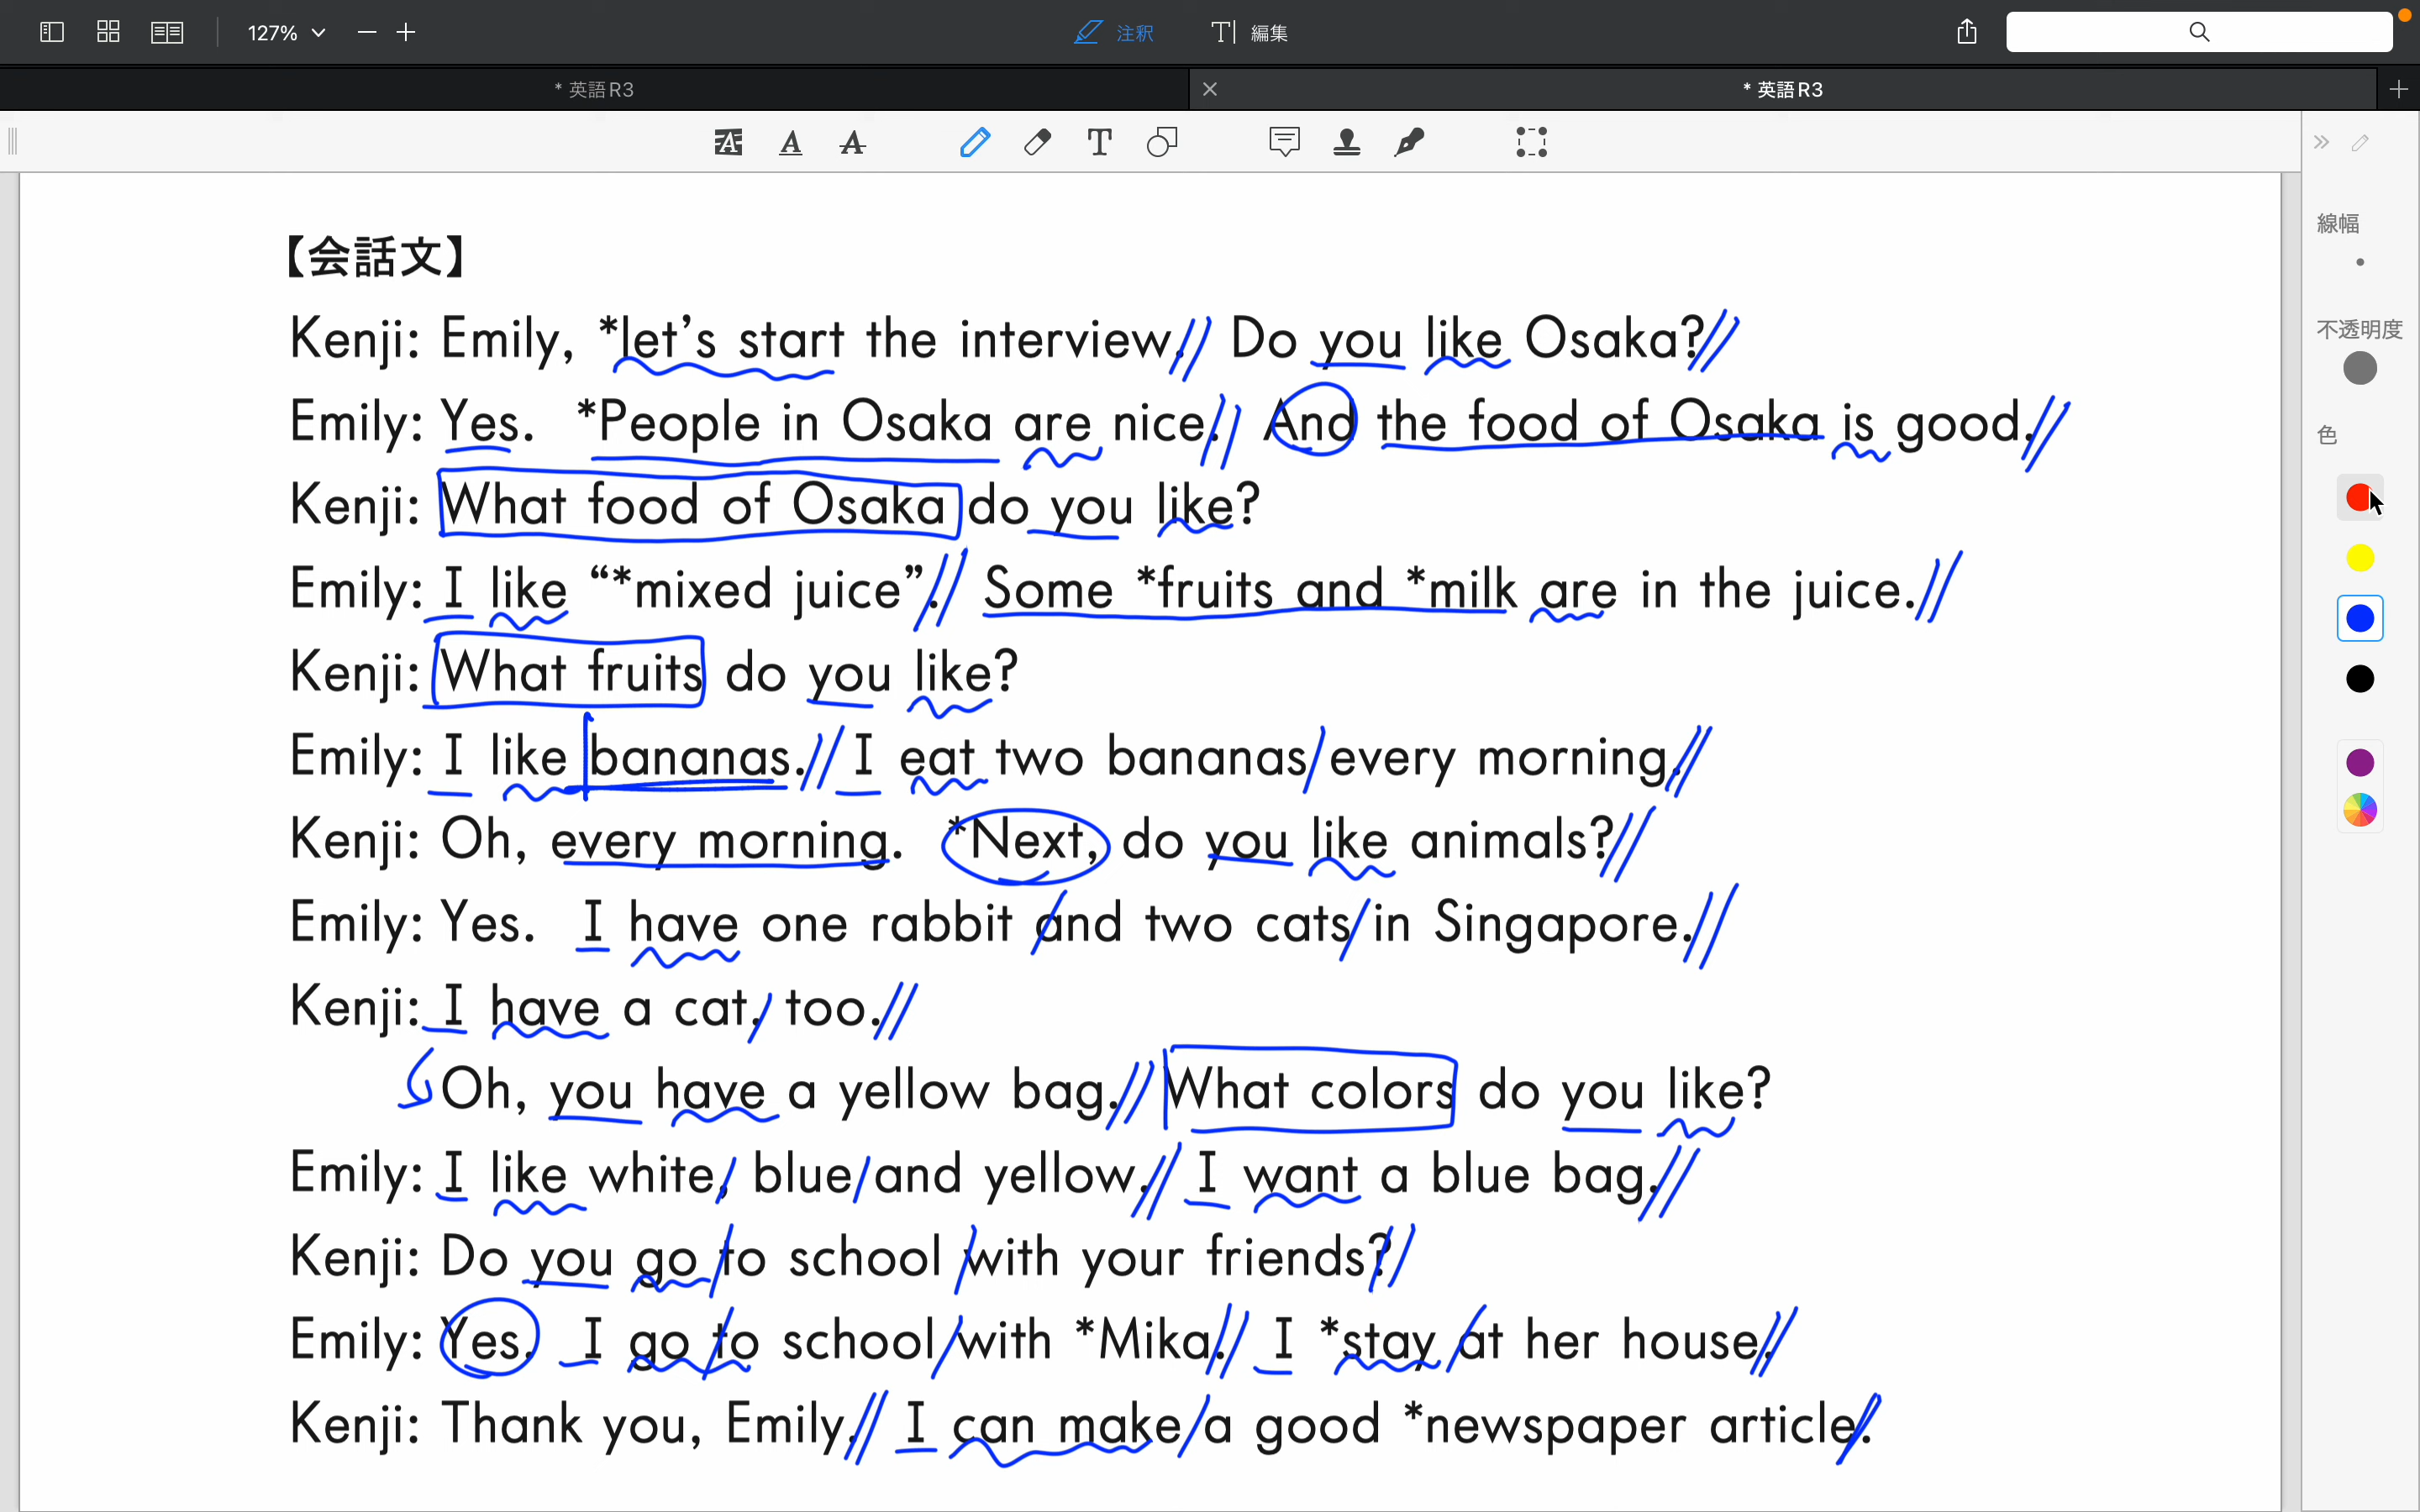 127%
注釈
編集
* 英語R3
* 英語R3
線幅
不透明度
色
【会話文】
Kenji: Emily, *let's start the interview. Do you like Osaka?
Emily: Yes. *People in Osaka are nice. And the food of Osaka is good.
Kenji: What food of Osaka do you like?
Emily: I like “*mixed juice”. Some *fruits and *milk are in the juice.
Kenji: What fruits do you like?
Emily: I like bananas. I eat two bananas every morning.
Kenji: Oh, every morning. *Next, do you like animals?
Emily: Yes. I have one rabbit and two cats in Singapore.
Kenji: I have a cat, too.
Oh, you have a yellow bag. What colors do you like?
Emily: I like white, blue and yellow. I want a blue bag.
Kenji: Do you go to school with your friends?
Emily: Yes. I go to school with *Mika. I *stay at her house.
Kenji: Thank you, Emily. I can make a good *newspaper article.